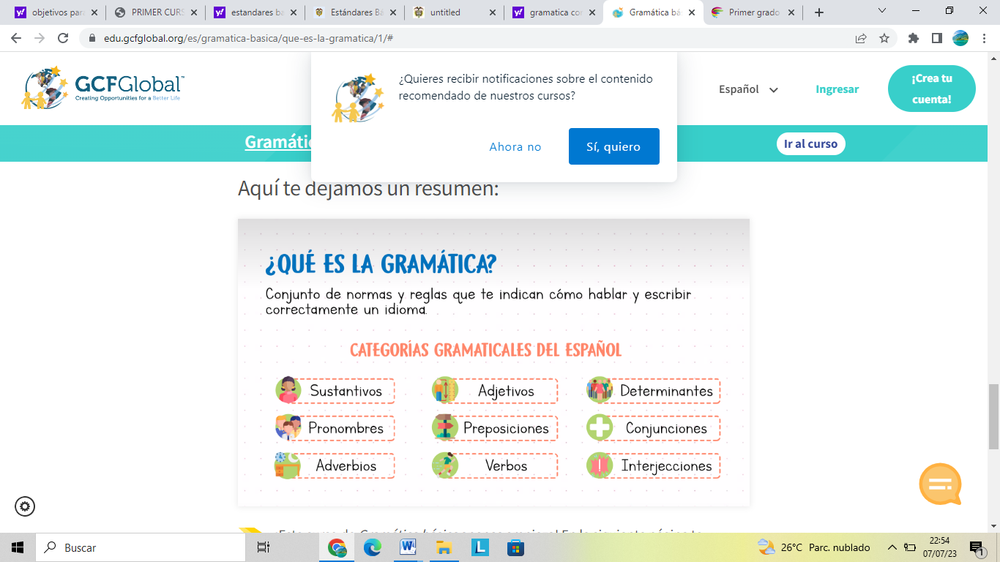 objetivos para
PRIMER CURS
estandares ba
Estándares Bá
untitled
gramatica cor
Gramática bás
Primer grado
edu.gcfglobal.org/es/gramatica-basica/que-es-la-gramatica/1/#
GCFGlobal™
Creating Opportunities for a Better Life
¿Quieres recibir notificaciones sobre el contenido
recomendado de nuestros cursos?
Ahora no
Sí, quiero
Español
Ingresar
¡Crea tu
cuenta!
Gramátic
Ir al curso
Aquí te dejamos un resumen:
¿QUÉ ES LA GRAMÁTICA?
Conjunto de normas y reglas que te indican cómo hablar y escribir
correctamente un idioma.
CATEGORÍAS GRAMATICALES DEL ESPAÑOL
Sustantivos
Adjetivos
Determinantes
Pronombres
Preposiciones
Conjunciones
Adverbios
Verbos
Interjecciones
Buscar
26°C Parc. nublado
22:54
07/07/23
1